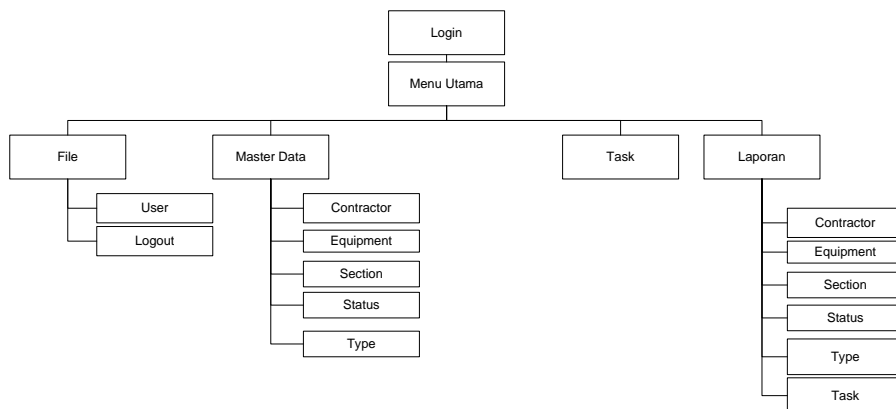 Login
Menu Utama
File
Master Data
Task
Laporan
User
Logout
Contractor
Equipment
Section
Status
Type
Contractor
Equipment
Section
Status
Type
Task